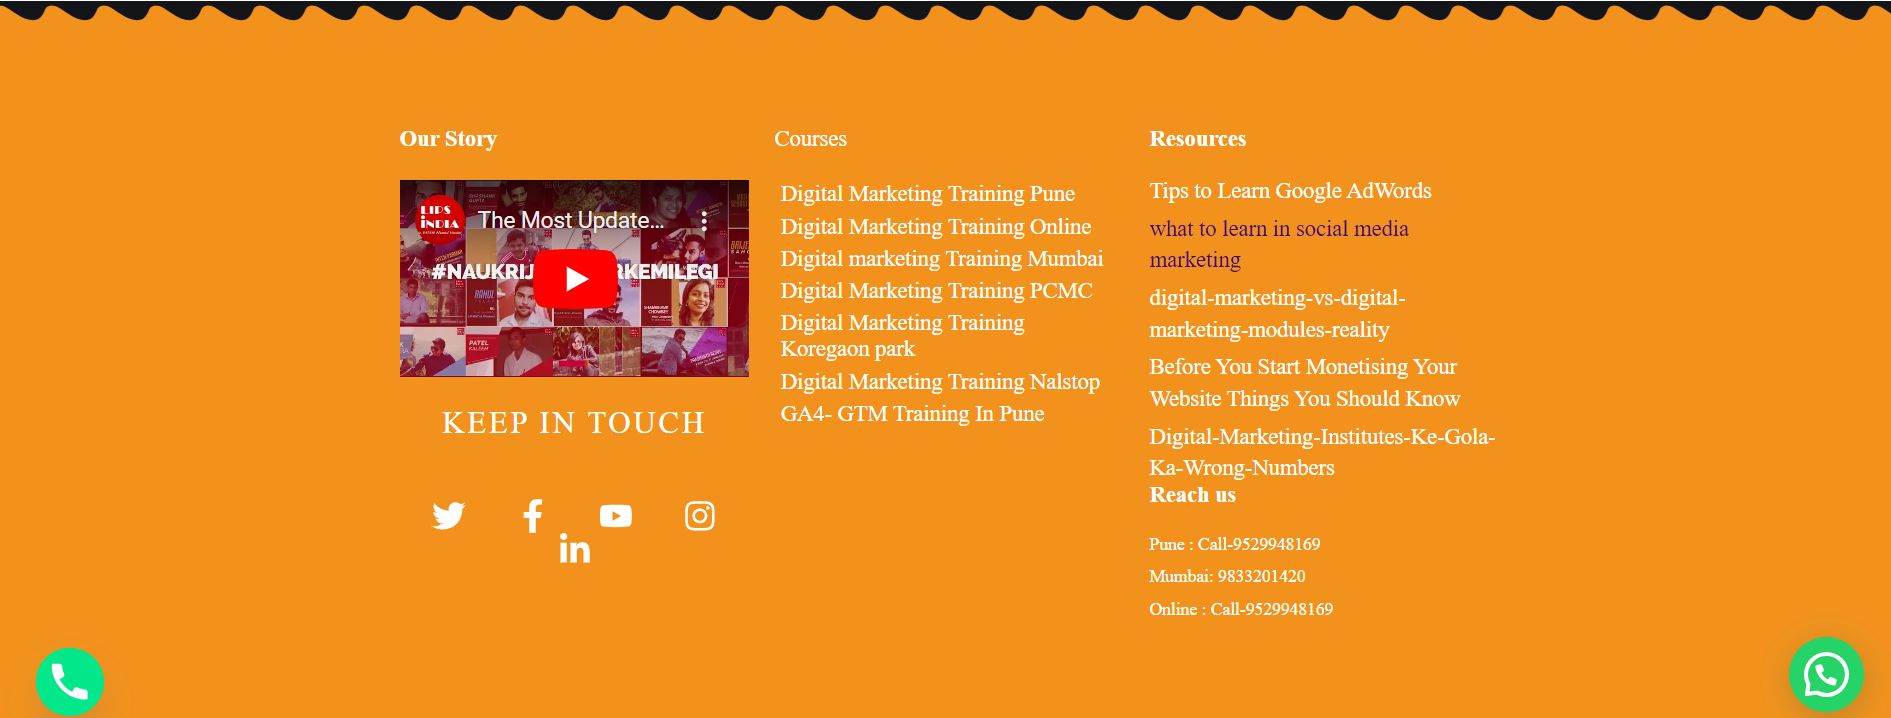 Our Story
LIPS
INDIA
The Most Update...
#NAUKRIJ
RKEMILEGI
RAHUL
PATEL
KEEP IN TOUCH
in
Courses
Digital Marketing Training Pune
Digital Marketing Training Online
Digital marketing Training Mumbai
Digital Marketing Training PCMC
Digital Marketing Training
Koregaon park
Digital Marketing Training Nalstop
GA4- GTM Training In Pune
Resources
Tips to Learn Google AdWords
what to learn in social media
marketing
digital-marketing-vs-digital-
marketing-modules-reality
Before You Start Monetising Your
Website Things You Should Know
Digital-Marketing-Institutes-Ke-Gola-
Ka-Wrong-Numbers
Reach us
Pune : Call-9529948169
Mumbai: 9833201420
Online : Call-9529948169